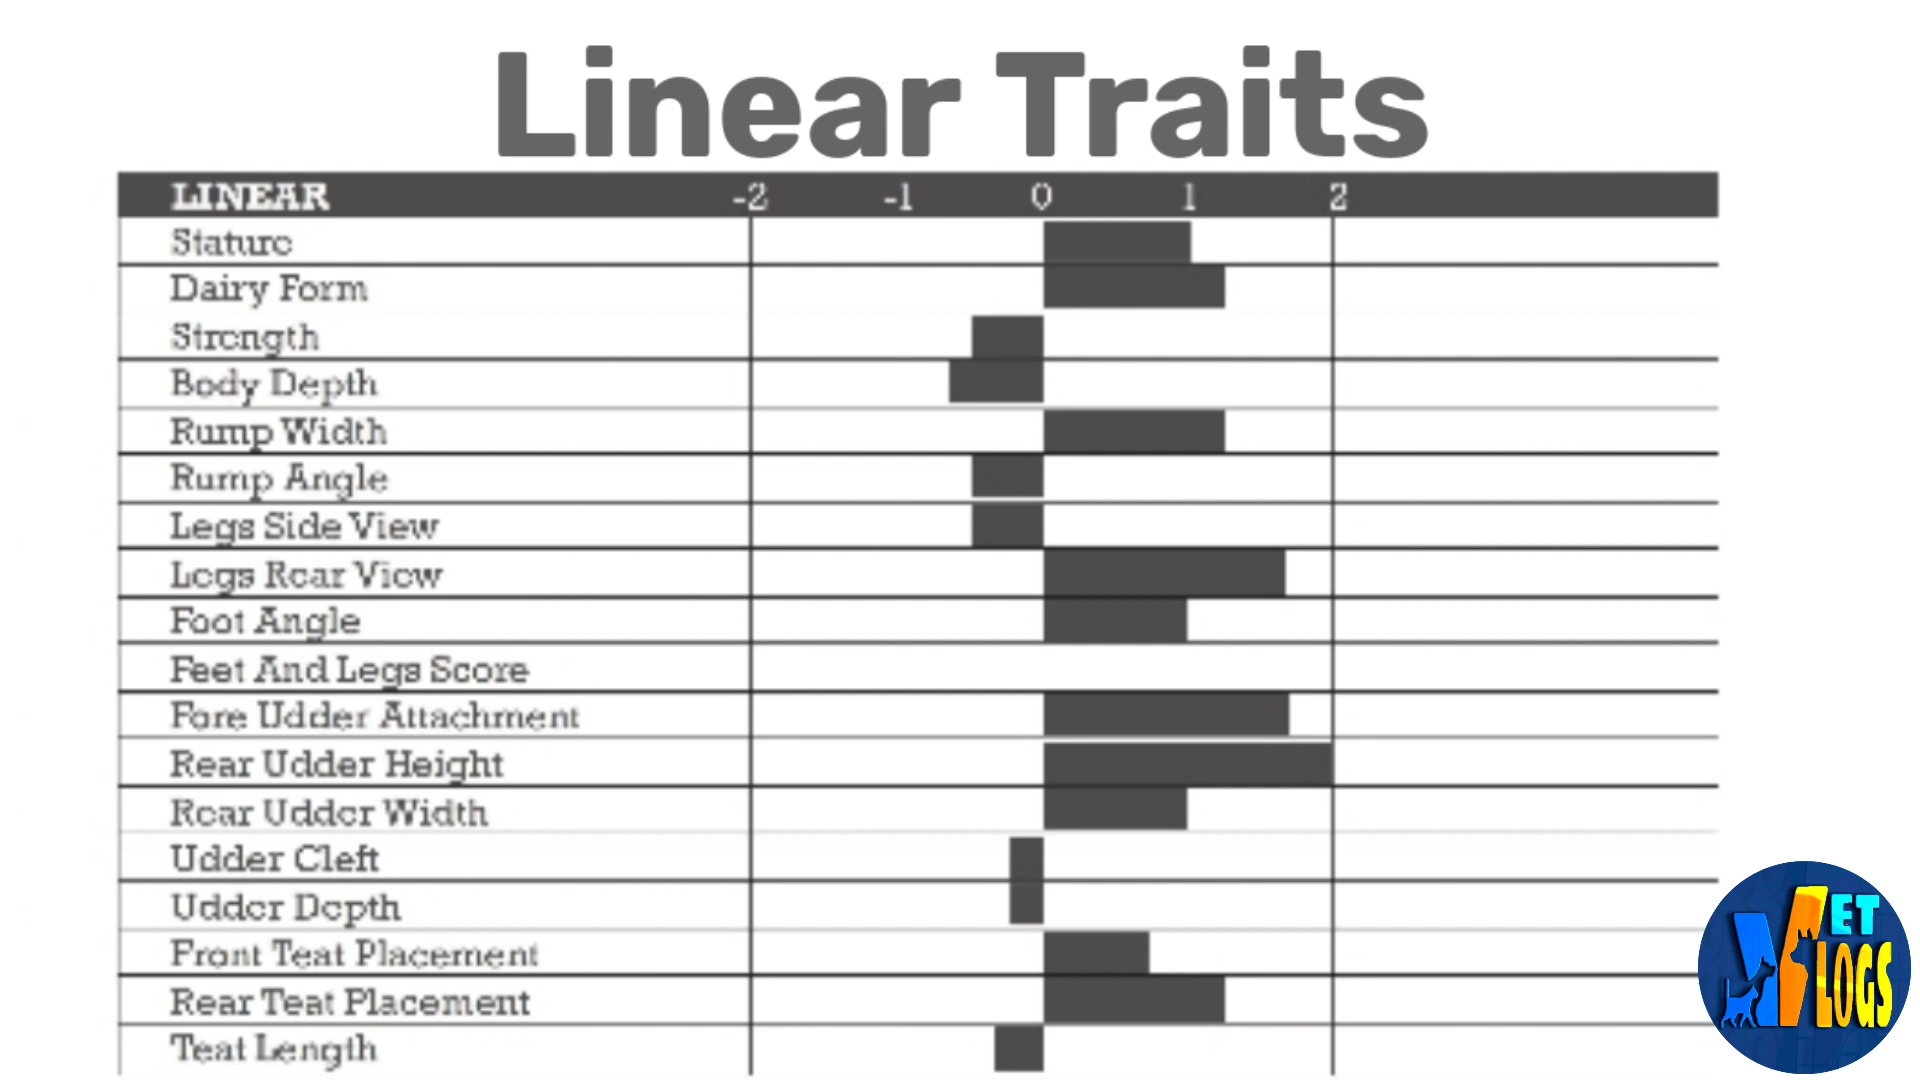 Linear Traits
LINEAR -2 -1 0 1 2
Stature
Dairy Form
Strength
Body Depth
Rump Width
Rump Angle
Legs Side View
Legs Rear View
Foot Angle
Feet And Legs Score
Fore Udder Attachment
Rear Udder Height
Rear Udder Width
Udder Cleft
Udder Depth
Front Teat Placement
Rear Teat Placement
Teat Length
VET
VLOGS